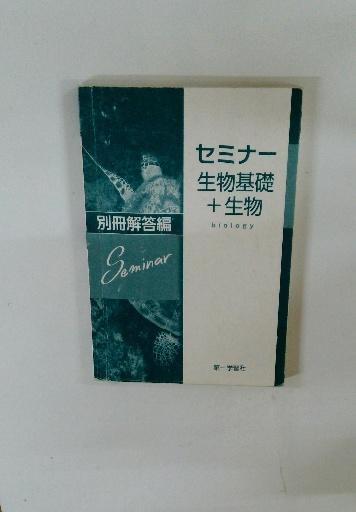 セミナー
生物基礎
+生物
biology
別冊解答編
Seminar
第一学習社